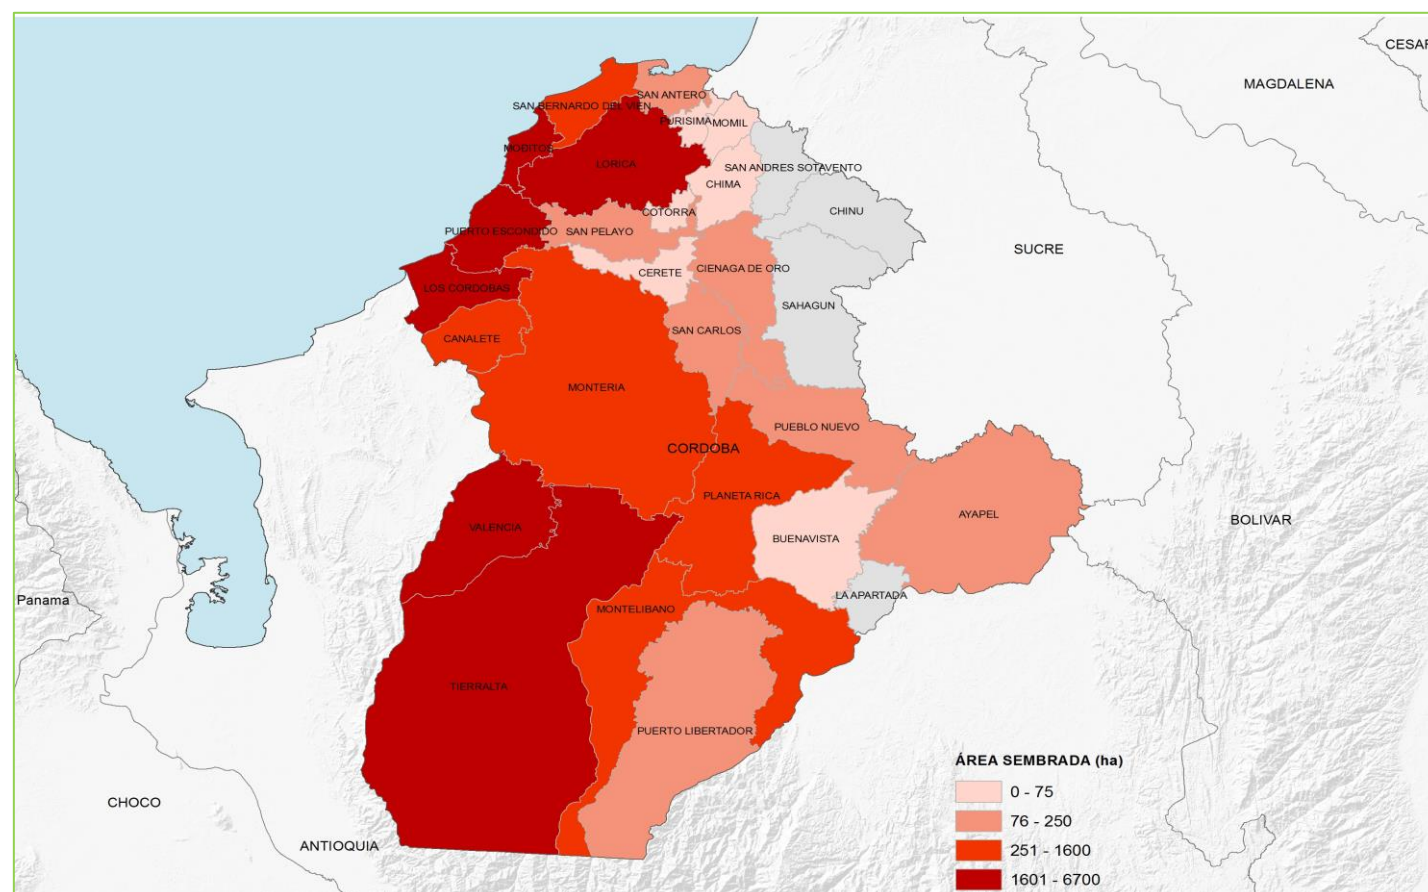 CESAR
MAGDALENA
SAN ANTERO
SAN BERNARDO DEL VIEN
PURISIMA
MOMIL
MOÑITOS
LORICA
SAN ANDRES SOTAVENTO
CHIMA
COTORRA
CHINU
PUERTO ESCONDIDO
SAN PELAYO
SUCRE
CIENAGA DE ORO
CERETE
LOS CORDOBAS
SAHAGUN
SAN CARLOS
CANALETE
MONTERIA
PUEBLO NUEVO
CORDOBA
PLANETA RICA
AYAPEL
BOLIVAR
VALENCIA
BUENAVISTA
LA APARTADA
Panama
MONTELIBANO
TIERRALTA
PUERTO LIBERTADOR
CHOCO
ANTIOQUIA
ÁREA SEMBRADA (ha)
0 - 75
76 - 250
251 - 1600
1601 - 6700